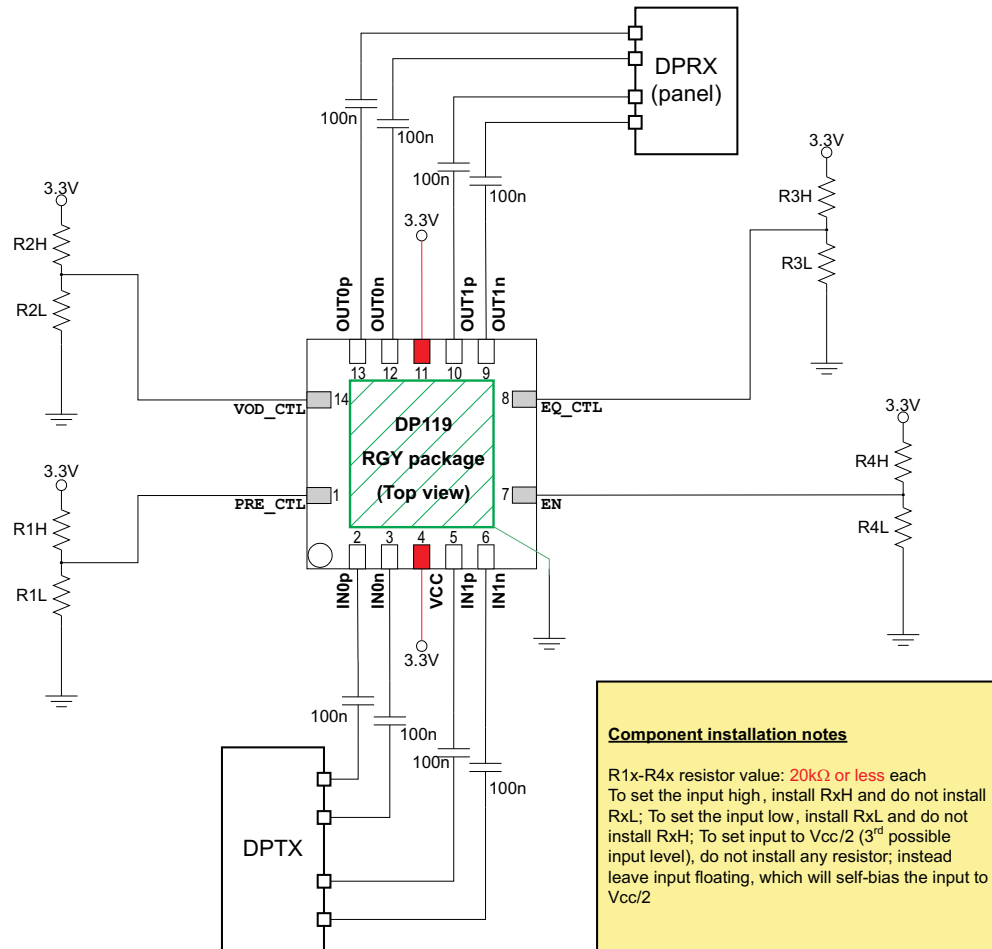 DPRX
(panel)
100n
100n
100n
100n
3.3V
R3H
R3L
3.3V
R2H
R2L
3.3V
OUT0p
OUT0n
OUT1p
OUT1n
13
12
11
10
9
14
VOD_CTL
8
EQ_CTL
DP119
RGY package
(Top view)
3.3V
R4H
R4L
3.3V
R1H
R1L
1
PRE_CTL
7
EN
2
3
4
5
6
IN0p
IN0n
VCC
IN1p
IN1n
3.3V
100n
100n
100n
100n
DPTX
Component installation notes
R1x-R4x resistor value: 20kΩ or less each
To set the input high, install RxH and do not install
RxL; To set the input low, install RxL and do not
install RxH; To set input to Vcc/2 (3rd possible
input level), do not install any resistor; instead
leave input floating, which will self-bias the input to
Vcc/2